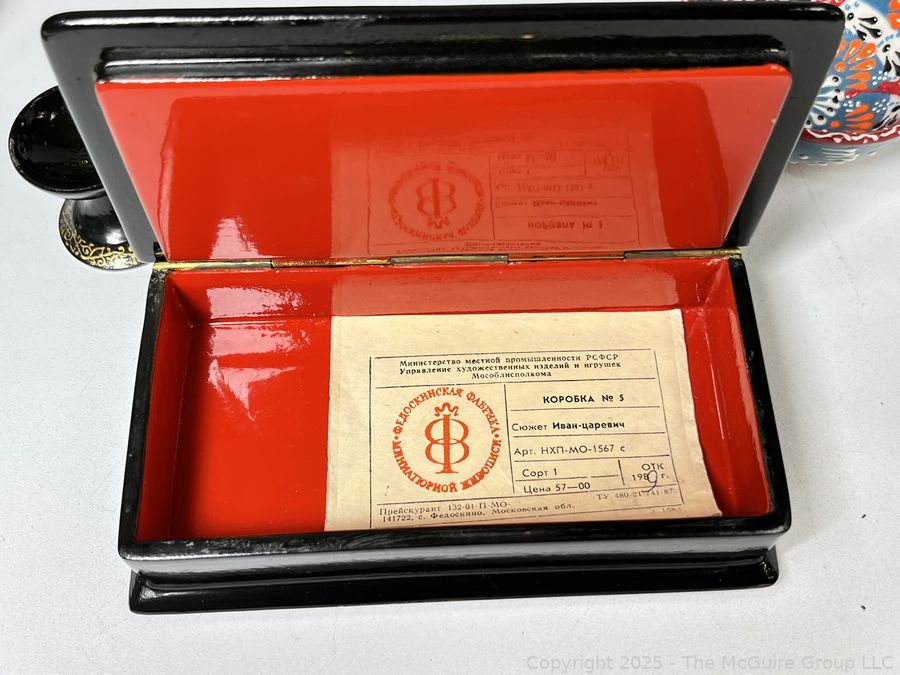 Министерство местной промышленности РСФСР
Управление художественных изделий и игрушек
Мособлисполкома
ФЕДОСКИНСКАЯ ФАБРИКА
МИНИАТЮРНОЙ ЖИВОПИСИ
КОРОБКА № 5
Сюжет Иван-царевич
Арт. НХП-МО-1567 с
Сорт 1
ОТК
1989 г.
Цена 57—00
ТУ 480-21-741-87
Прейскурант 132-01-П-МО-
141722, с. Федоскино, Московская обл.
Copyright 2025 - The McGuire Group LLC